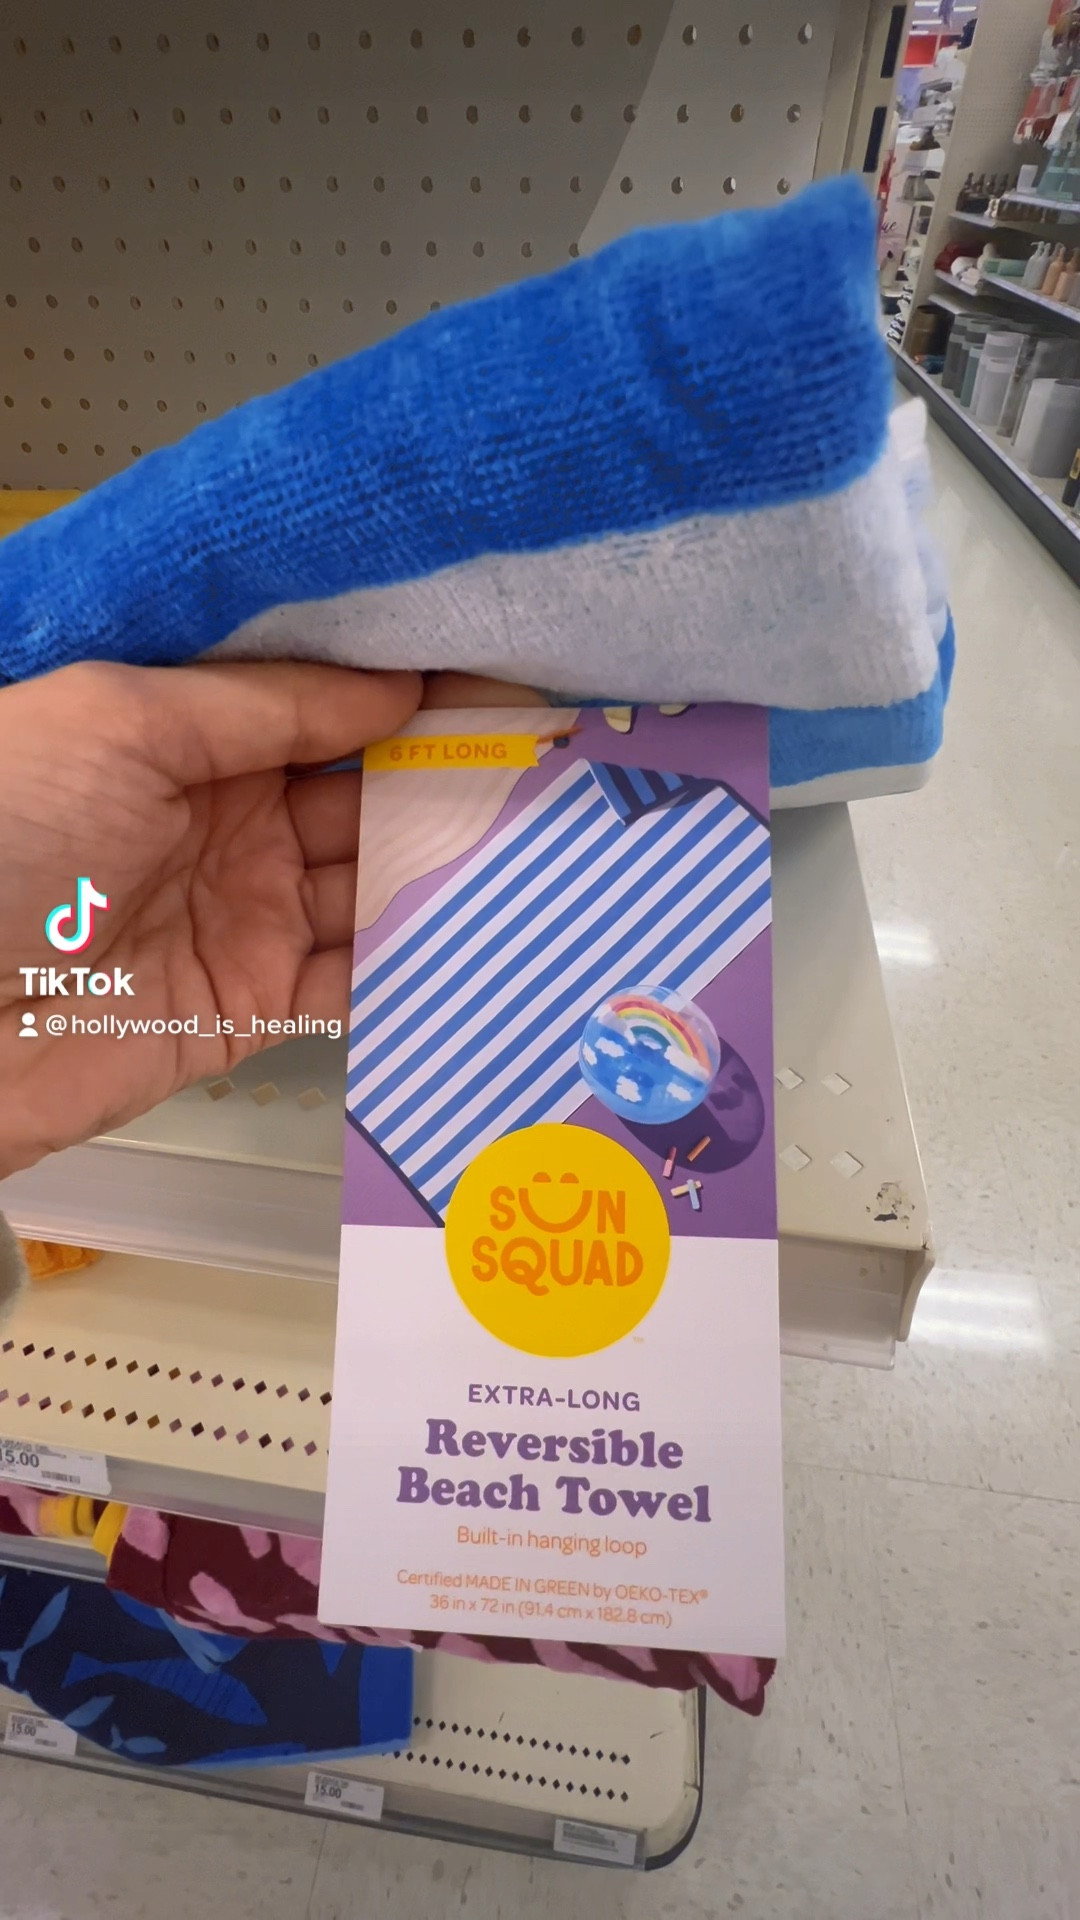 6 FT LONG
TikTok
@hollywood_is_healing
SUN
SQUAD
™
EXTRA-LONG
Reversible
Beach Towel
Built-in hanging loop
Certified MADE IN GREEN by OEKO-TEX®
36 in x 72 in (91.4 cm x 182.8 cm)
15.00
15.00
15.00